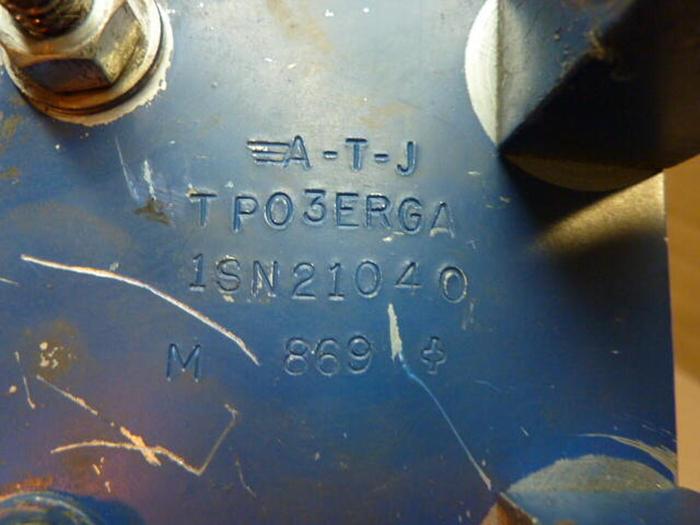 A-T-J
TP03ERGA
1SN21040
M 869 +